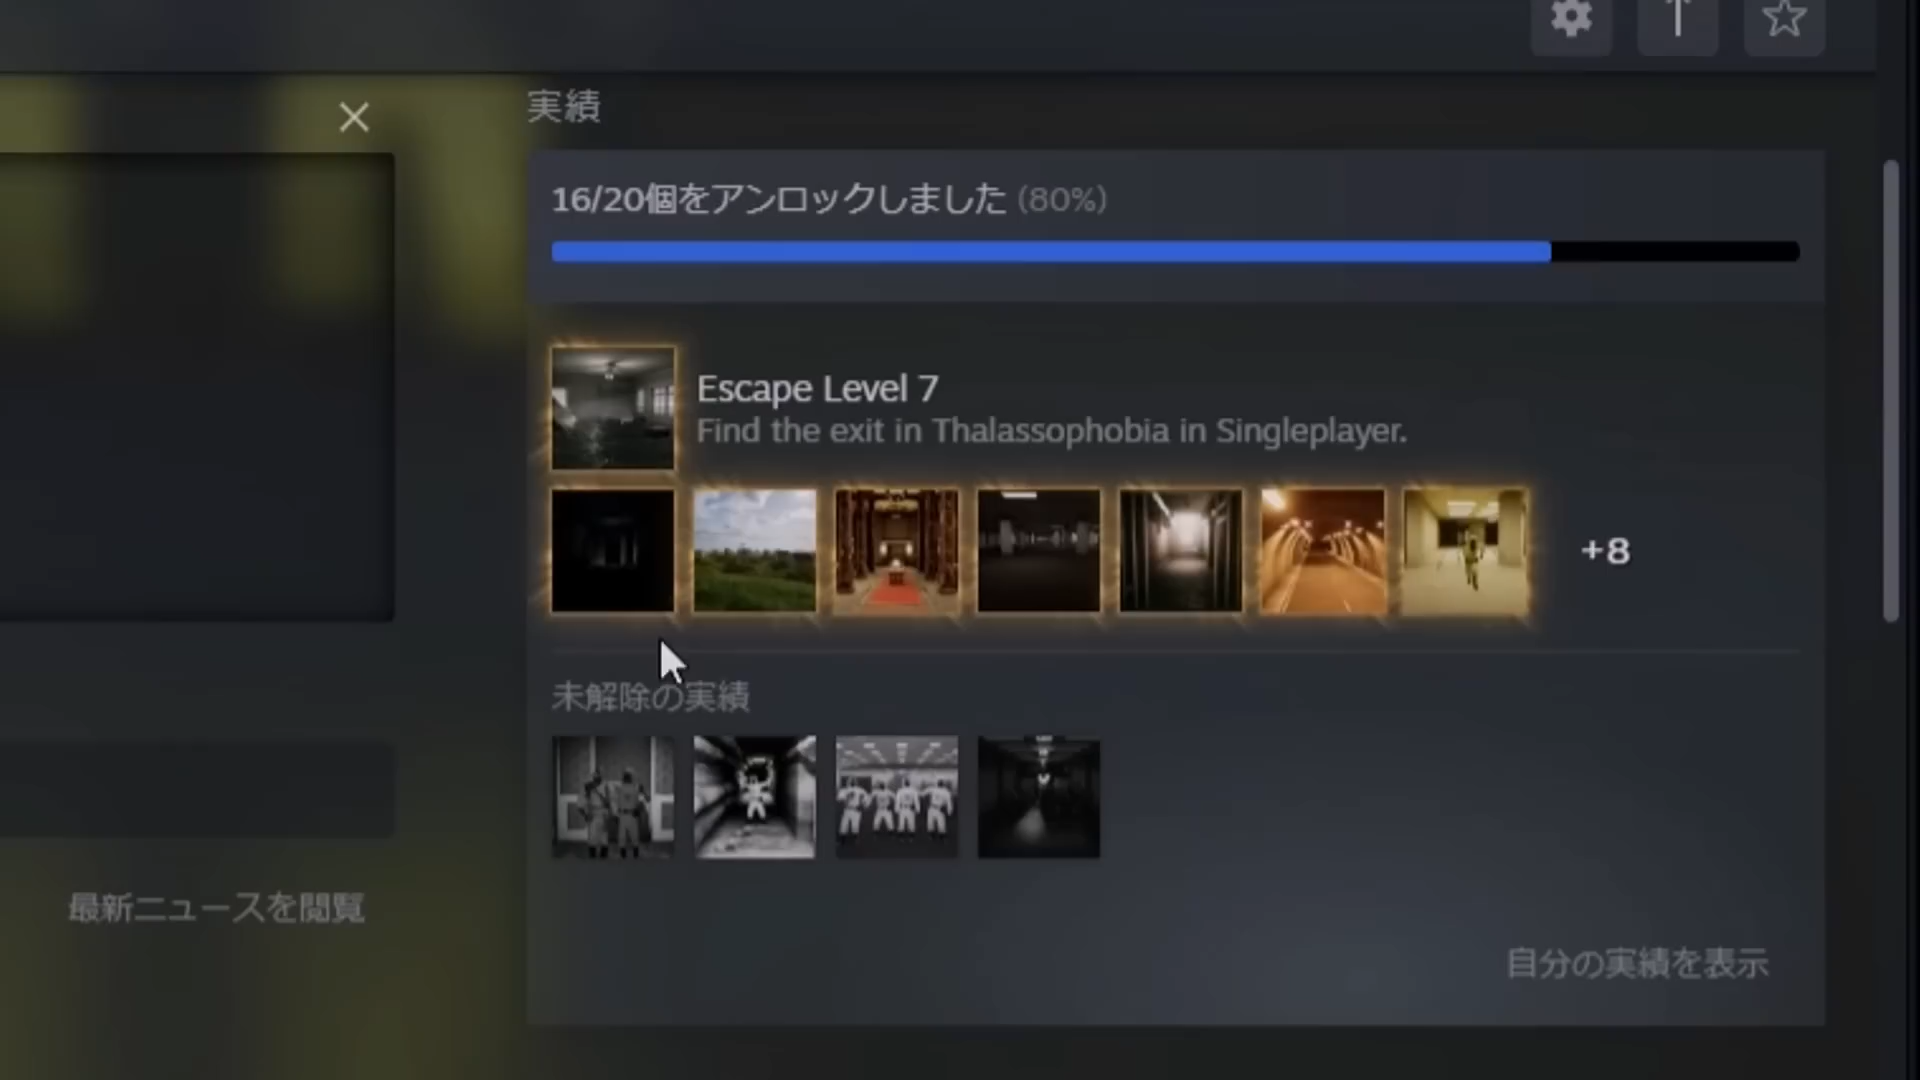 実績
16/20個をアンロックしました (80%)
Escape Level 7
Find the exit in Thalassophobia in Singleplayer.
+8
未解除の実績
最新ニュースを閲覧
自分の実績を表示